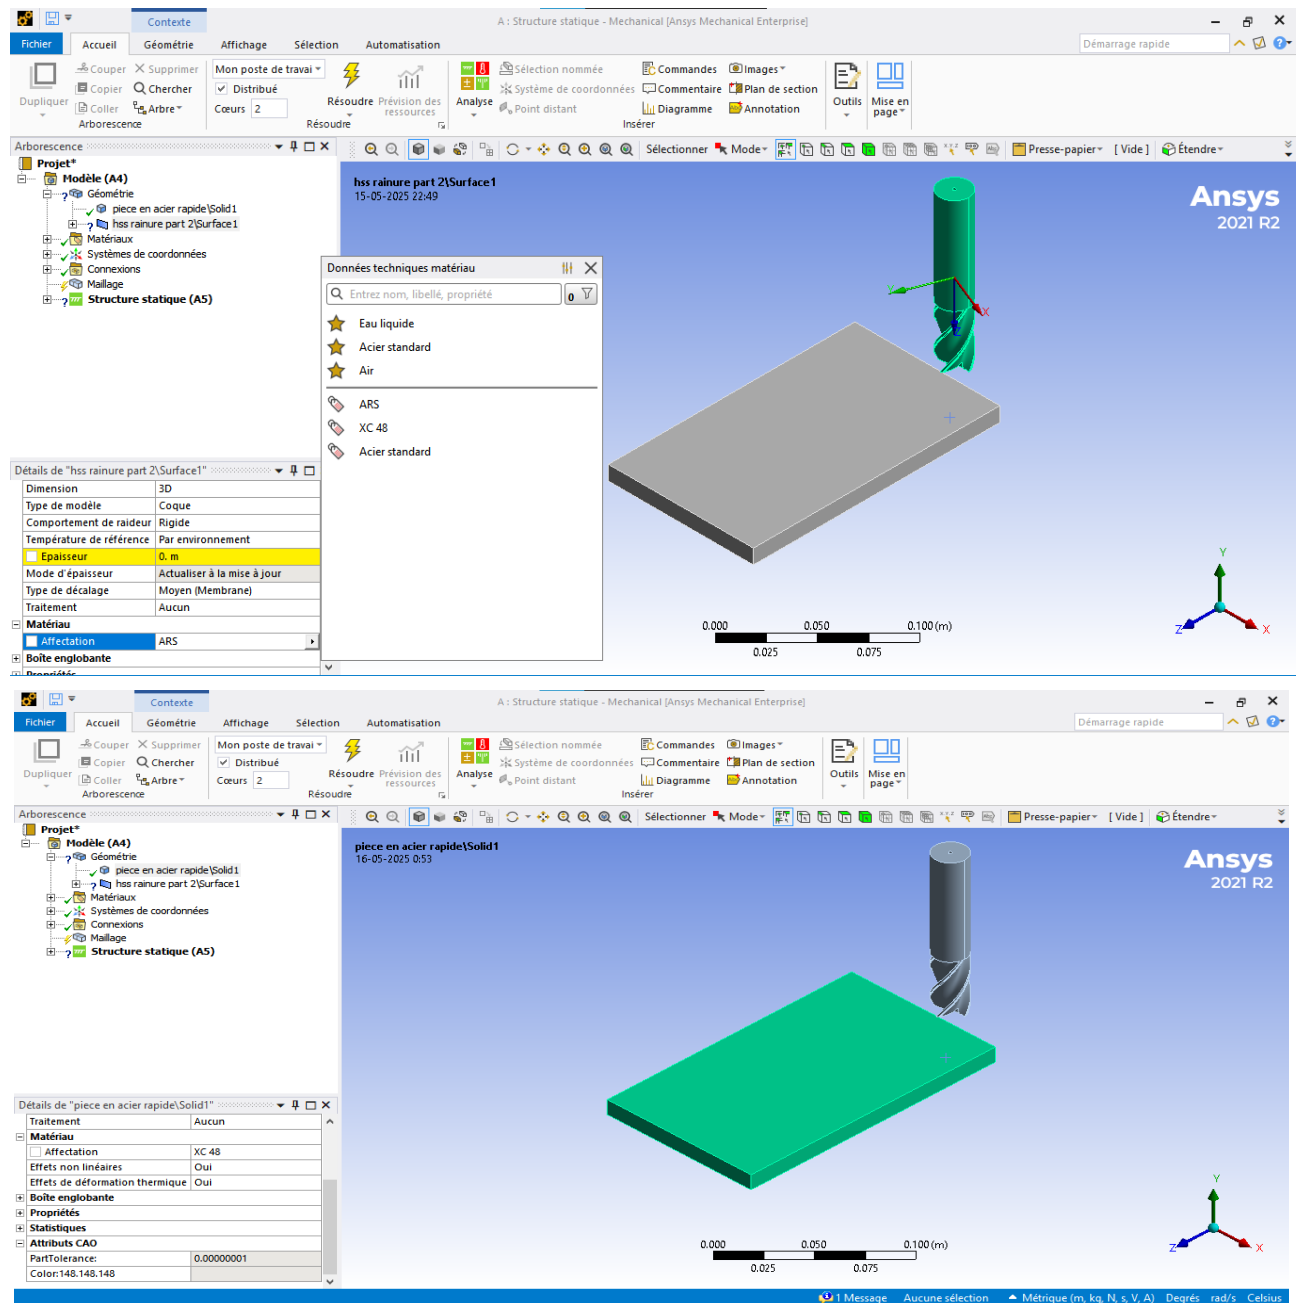 Contexte
A : Structure statique - Mechanical [Ansys Mechanical Enterprise]
Fichier Accueil Géométrie Affichage Sélection Automatisation
Démarrage rapide
Dupliquer
Couper Supprimer
Copier Chercher
Coller Arbre
Arborescence
Mon poste de travai
Distribué
Cœurs 2
Résoudre
Prévision des ressources
Résoudre
Analyse
Sélection nommée
Système de coordonnées
Point distant
Commandes
Commentaire
Diagramme
Images
Plan de section
Annotation
Insérer
Outils
Mise en page
Arborescence
Sélectionner Mode Presse-papier [ Vide ] Étendre
Projet*
Modèle (A4)
Géométrie
piece en acier rapide\Solid1
hss rainure part 2\Surface1
Matériaux
Systèmes de coordonnées
Connexions
Maillage
Structure statique (A5)
hss rainure part 2\Surface1
15-05-2025 22:49
Ansys
2021 R2
Données techniques matériau
Entrez nom, libellé, propriété
0
Eau liquide
Acier standard
Air
ARS
XC 48
Acier standard
Détails de "hss rainure part 2\Surface1"
Dimension 3D
Type de modèle Coque
Comportement de raideur Rigide
Température de référence Par environnement
Epaisseur 0. m
Mode d'épaisseur Actualiser à la mise à jour
Type de décalage Moyen (Membrane)
Traitement Aucun
Matériau
Affectation ARS
Boîte englobante
Propriétés
Y
X
Z
Y
Z
X
0.000 0.050 0.100 (m)
0.025 0.075
Contexte
A : Structure statique - Mechanical [Ansys Mechanical Enterprise]
Fichier Accueil Géométrie Affichage Sélection Automatisation
Démarrage rapide
Dupliquer
Couper Supprimer
Copier Chercher
Coller Arbre
Arborescence
Mon poste de travai
Distribué
Cœurs 2
Résoudre
Prévision des ressources
Résoudre
Analyse
Sélection nommée
Système de coordonnées
Point distant
Commandes
Commentaire
Diagramme
Images
Plan de section
Annotation
Insérer
Outils
Mise en page
Arborescence
Sélectionner Mode Presse-papier [ Vide ] Étendre
Projet*
Modèle (A4)
Géométrie
piece en acier rapide\Solid1
hss rainure part 2\Surface1
Matériaux
Systèmes de coordonnées
Connexions
Maillage
Structure statique (A5)
piece en acier rapide\Solid1
16-05-2025 0:53
Ansys
2021 R2
Détails de "piece en acier rapide\Solid1"
Traitement Aucun
Matériau
Affectation XC 48
Effets non linéaires Oui
Effets de déformation thermique Oui
Boîte englobante
Propriétés
Statistiques
Attributs CAO
PartTolerance: 0.00000001
Color:148.148.148
Y
Z
X
0.000 0.050 0.100 (m)
0.025 0.075
1 Message Aucune sélection Métrique (m, kg, N, s, V, A) Degrés rad/s Celsius